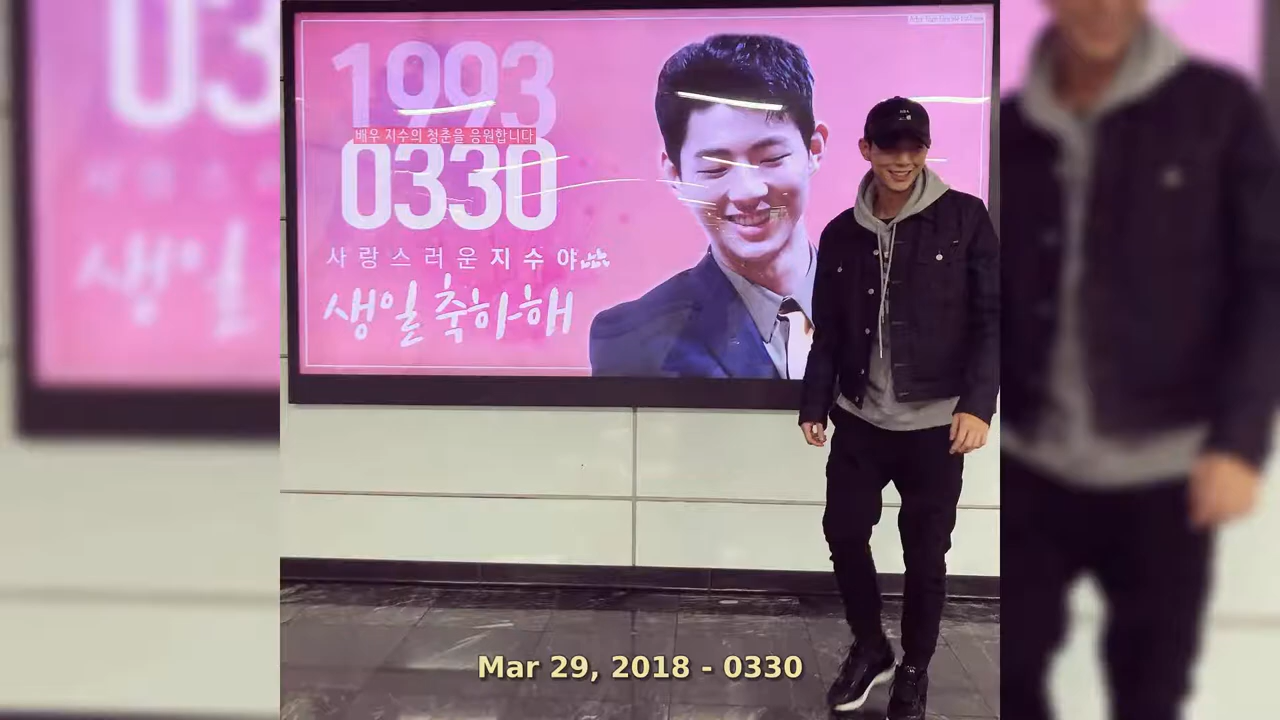 1993
배우 지수의 청춘을 응원합니다
0330
사랑스러운지수야
생일 축하해
Mar 29, 2018 - 0330